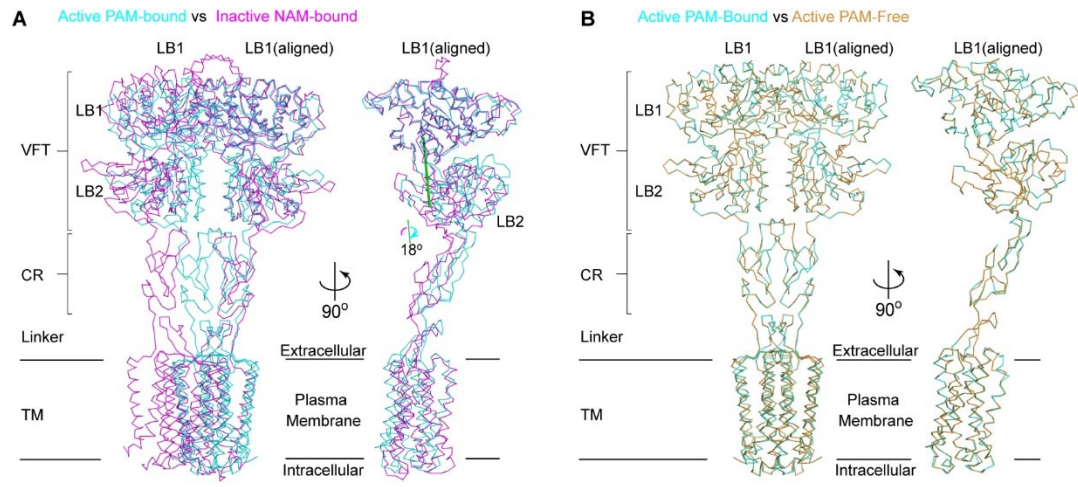 A
Active PAM-bound vs Inactive NAM-bound
LB1
LB1(aligned)
LB1(aligned)
LB1
VFT
LB2
LB2
18°
CR
90°
Linker
Extracellular
TM
Plasma
Membrane
Intracellular
B
Active PAM-Bound vs Active PAM-Free
LB1
LB1(aligned)
LB1(aligned)
LB1
VFT
LB2
CR
90°
Linker
Extracellular
TM
Plasma
Membrane
Intracellular